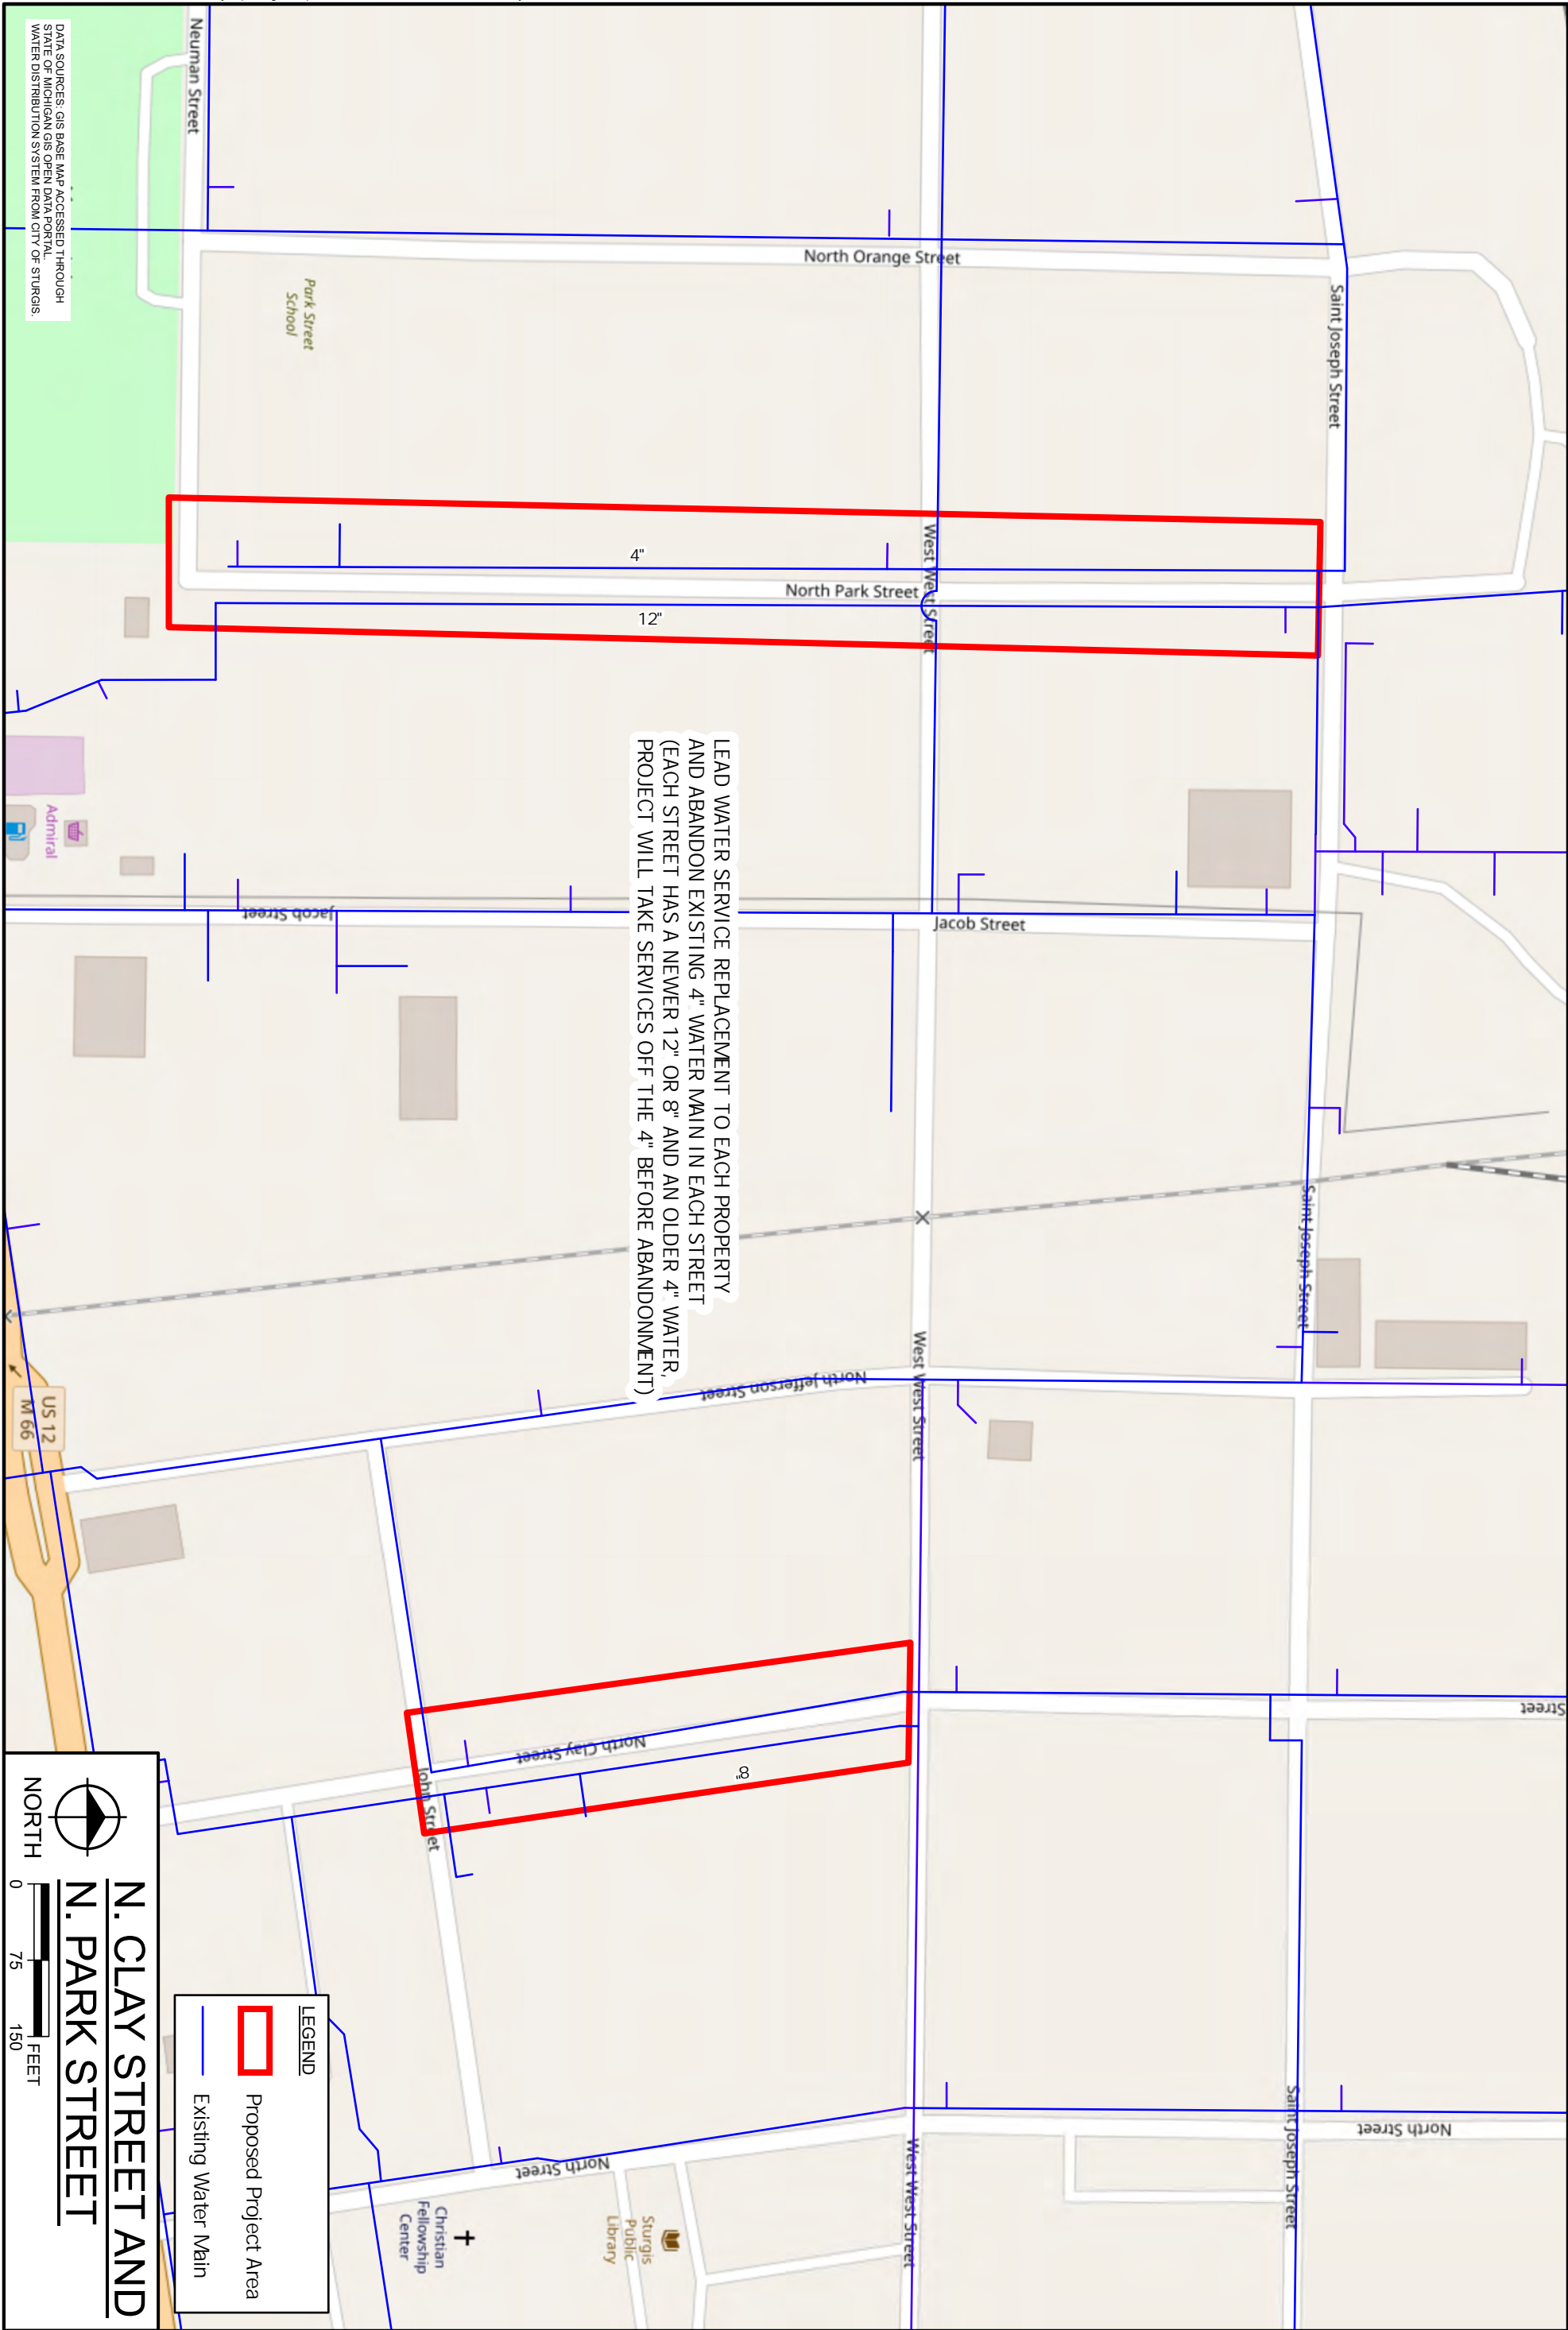 Neuman Street
North Orange Street
Saint Joseph Street
Park Street
School
4"
North Park Street
West West Street
12"
LEAD WATER SERVICE REPLACEMENT TO EACH PROPERTY
AND ABANDON EXISTING 4" WATER MAIN IN EACH STREET
(EACH STREET HAS A NEWER 12" OR 8" AND AN OLDER 4" WATER,
PROJECT WILL TAKE SERVICES OFF THE 4" BEFORE ABANDONMENT)
Admiral
Jacob Street
Jacob Street
Saint Joseph Street
North Jefferson Street
West West Street
US 12
M 66
North Clay Street
8"
John Street
Street
North Street
North Street
Saint Joseph Street
West West Street
Sturgis
Public
Library
Christian
Fellowship
Center
DATA SOURCES: GIS BASE MAP ACCESSED THROUGH
STATE OF MICHIGAN GIS OPEN DATA PORTAL.
WATER DISTRIBUTION SYSTEM FROM CITY OF STURGIS.
LEGEND
Proposed Project Area
Existing Water Main
N. CLAY STREET AND
N. PARK STREET
NORTH
0 75 150
FEET